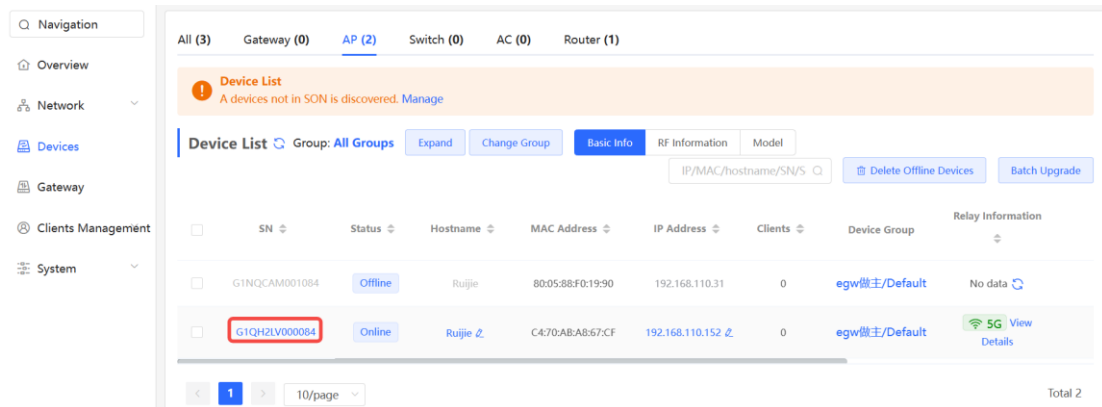 Navigation
All (3) Gateway (0) AP (2) Switch (0) AC (0) Router (1)
Overview
Device List
A devices not in SON is discovered. Manage
Network
Devices
Device List Group: All Groups Expand Change Group Basic Info RF Information Model
IP/MAC/hostname/SN/S Delete Offline Devices Batch Upgrade
Gateway
Clients Management
SN Status Hostname MAC Address IP Address Clients Device Group Relay Information
System
G1NQCAM001084 Offline Ruijie 80:05:88:F0:19:90 192.168.110.31 0 egw做主/Default No data
G1QH2LV000084 Online Ruijie C4:70:AB:A8:67:CF 192.168.110.152 0 egw做主/Default 5G View Details
1 10/page Total 2